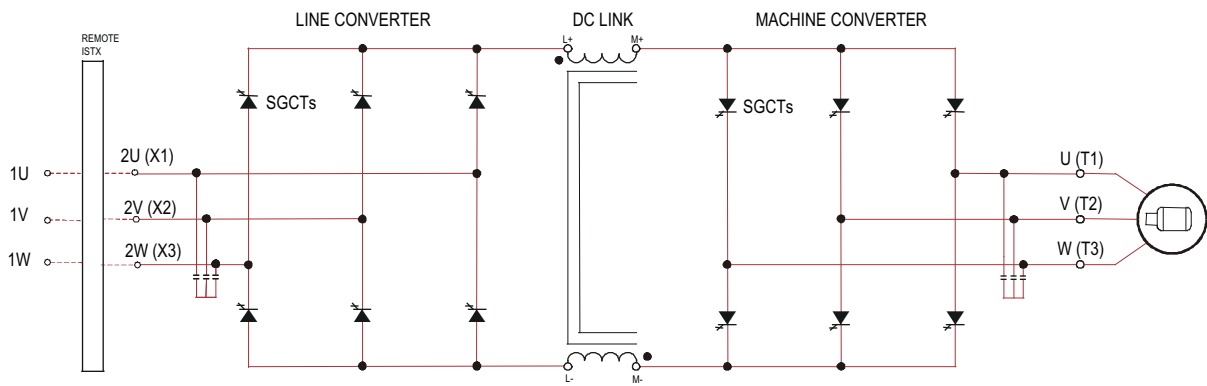 LINE CONVERTER
DC LINK
MACHINE CONVERTER
REMOTE
ISTX
L+
M+
SGCTs
SGCTs
2U (X1)
U (T1)
1U
2V (X2)
V (T2)
1V
2W (X3)
W (T3)
1W
L-
M-